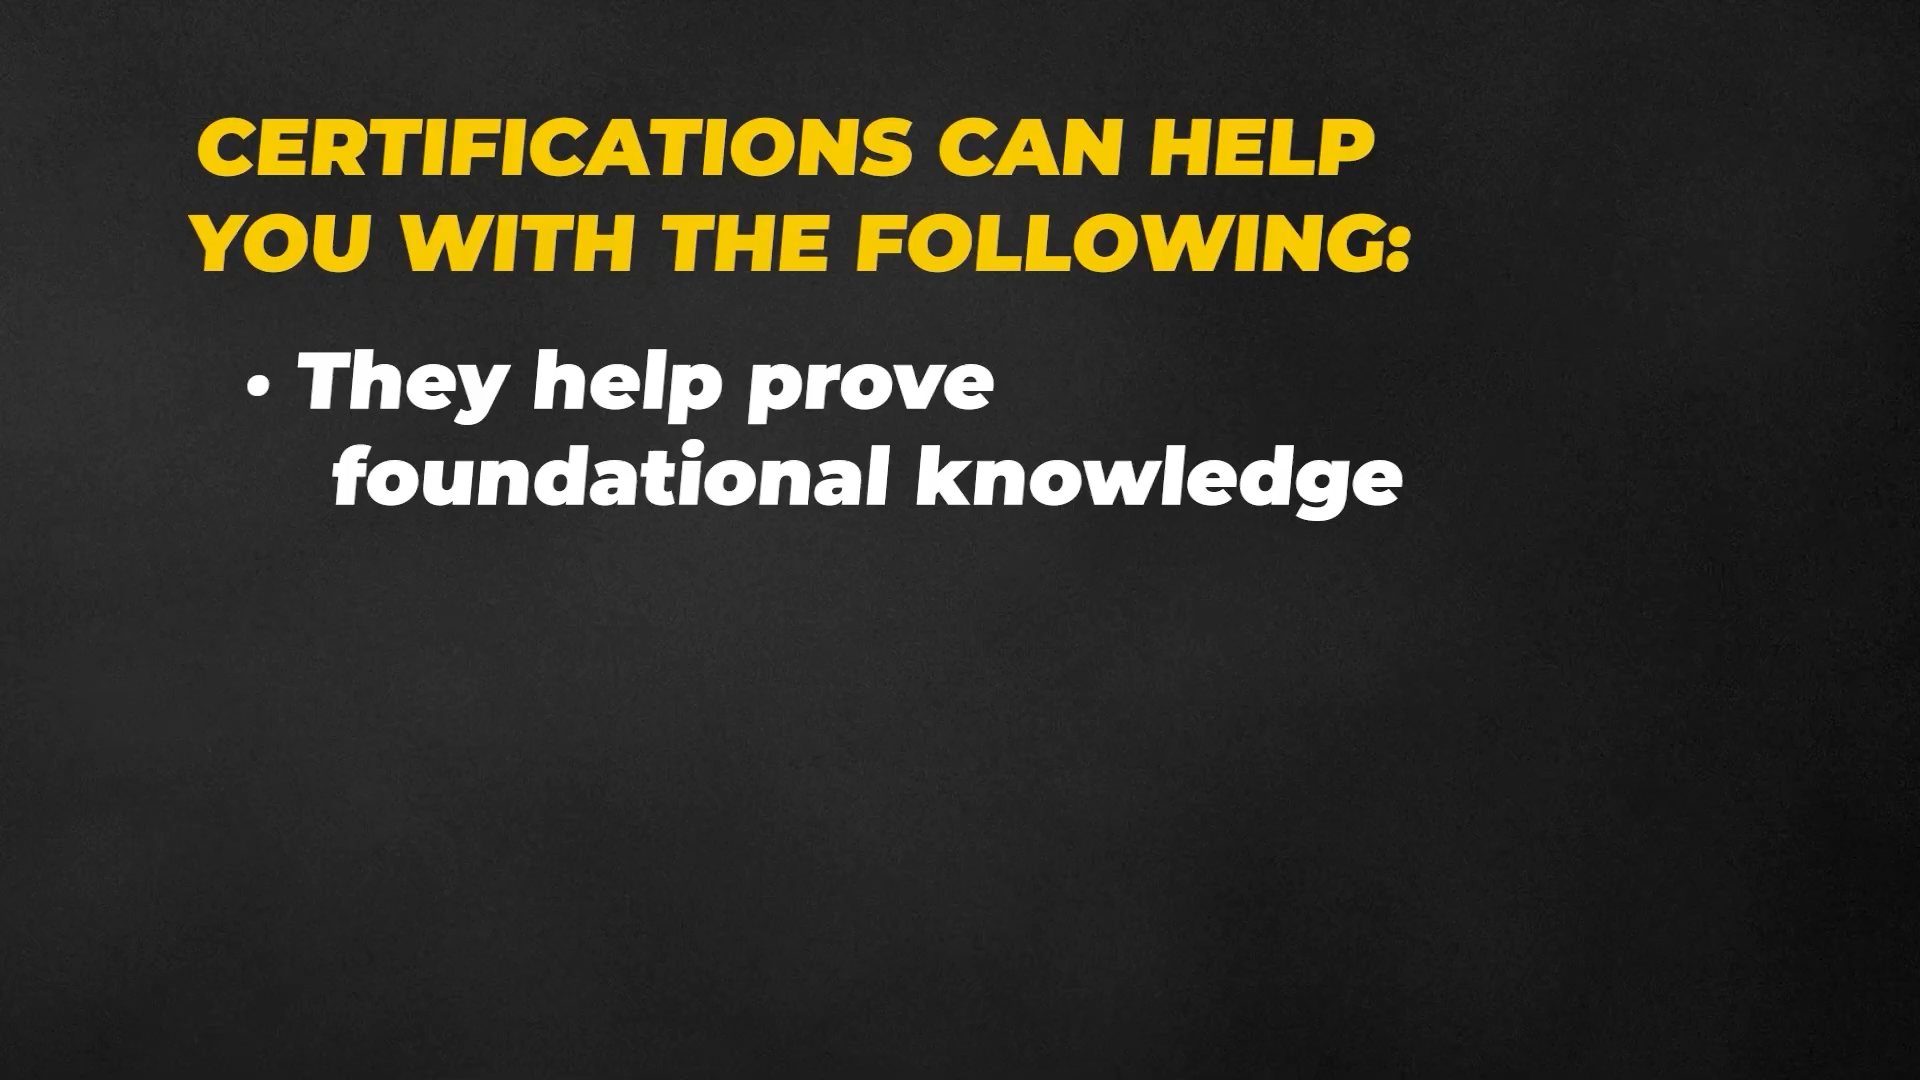 CERTIFICATIONS CAN HELP
YOU WITH THE FOLLOWING:
• They help prove
foundational knowledge